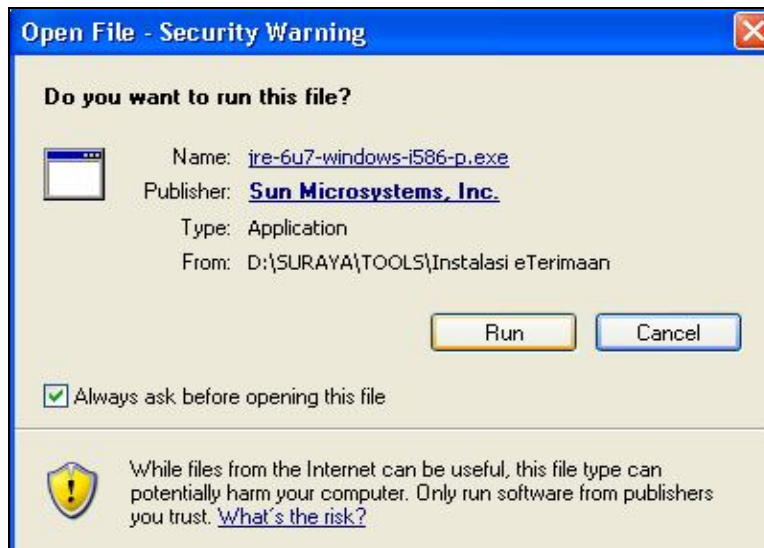 Open File - Security Warning
Do you want to run this file?
Name: jre-6u7-windows-i586-p.exe
Publisher: Sun Microsystems, Inc.
Type: Application
From: D:\SURAYA\TOOLS\Instalasi eTerimaan
Run Cancel
Always ask before opening this file
While files from the Internet can be useful, this file type can
potentially harm your computer. Only run software from publishers
you trust. What's the risk?